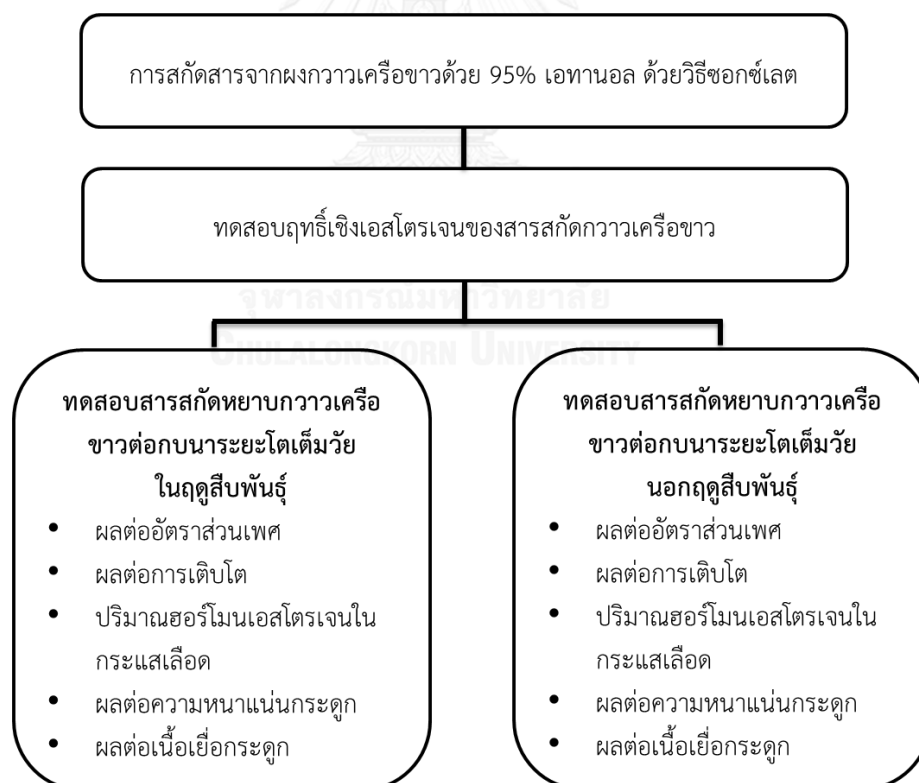 การสกัดสารจากผงกวาวเครือขาวด้วย 95% เอทานอล ด้วยวิธีซอกซ์เลต
ทดสอบฤทธิ์เชิงเอสโตรเจนของสารสกัดกวาวเครือขาว
จุฬาลงกรณ์มหาวิทยาลัย
CHULALONGKORN UNIVERSITY
ทดสอบสารสกัดหยาบกวาวเครือ
ขาวต่อกบนาระยะโตเต็มวัย
ในฤดูสืบพันธุ์
• ผลต่ออัตราส่วนเพศ
• ผลต่อการเติบโต
• ปริมาณฮอร์โมนเอสโตรเจนใน
กระแสเลือด
• ผลต่อความหนาแน่นกระดูก
• ผลต่อเนื้อเยื่อกระดูก
ทดสอบสารสกัดหยาบกวาวเครือ
ขาวต่อกบนาระยะโตเต็มวัย
นอกฤดูสืบพันธุ์
• ผลต่ออัตราส่วนเพศ
• ผลต่อการเติบโต
• ปริมาณฮอร์โมนเอสโตรเจนใน
กระแสเลือด
• ผลต่อความหนาแน่นกระดูก
• ผลต่อเนื้อเยื่อกระดูก